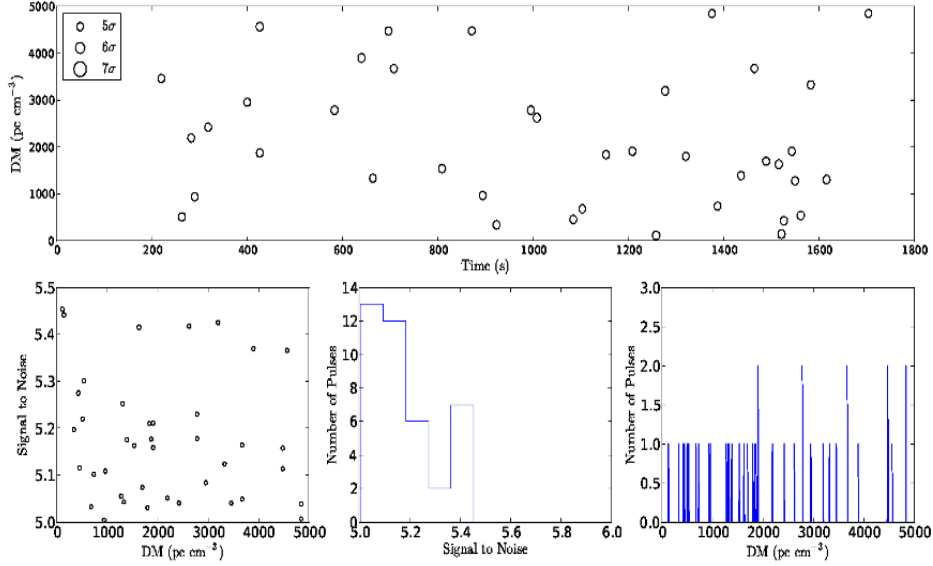 5000
4000
3000
2000
1000
0
DM (pc cm⁻³)
5σ
6σ
7σ
0 200 400 600 800 1000 1200 1400 1600 1800
Time (s)
5.5
5.4
5.3
5.2
5.1
5.0
Signal to Noise
0 1000 2000 3000 4000 5000
DM (pc cm⁻³)
14
12
10
8
6
4
2
0
Number of Pulses
5.0 5.2 5.4 5.6 5.8 6.0
Signal to Noise
3.0
2.5
2.0
1.5
1.0
0.5
0.0
Number of Pulses
0 1000 2000 3000 4000 5000
DM (pc cm⁻³)